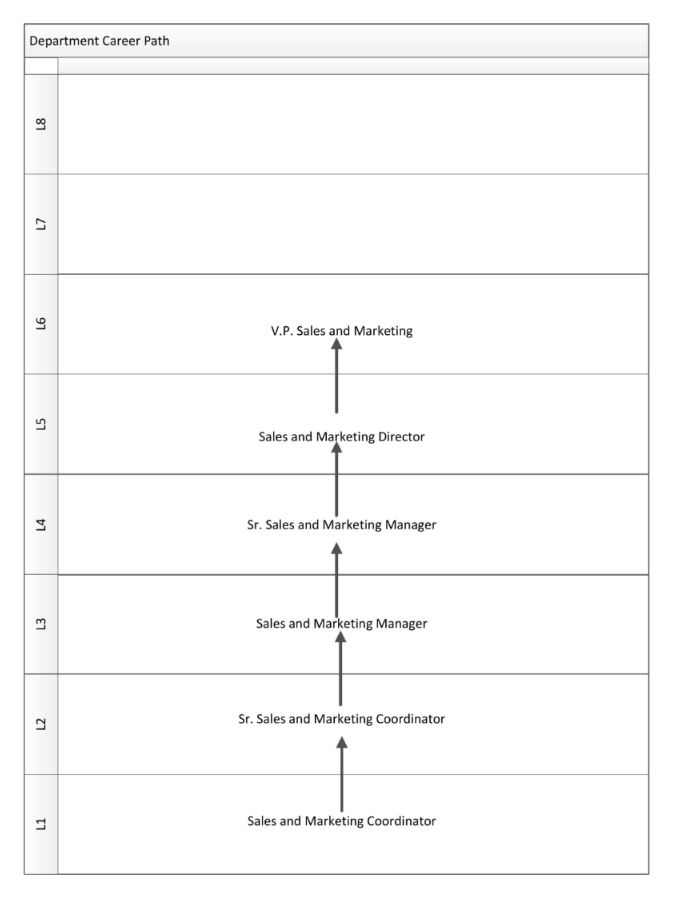 Department Career Path
L8
L7
L6
V.P. Sales and Marketing
L5
Sales and Marketing Director
L4
Sr. Sales and Marketing Manager
L3
Sales and Marketing Manager
L2
Sr. Sales and Marketing Coordinator
L1
Sales and Marketing Coordinator